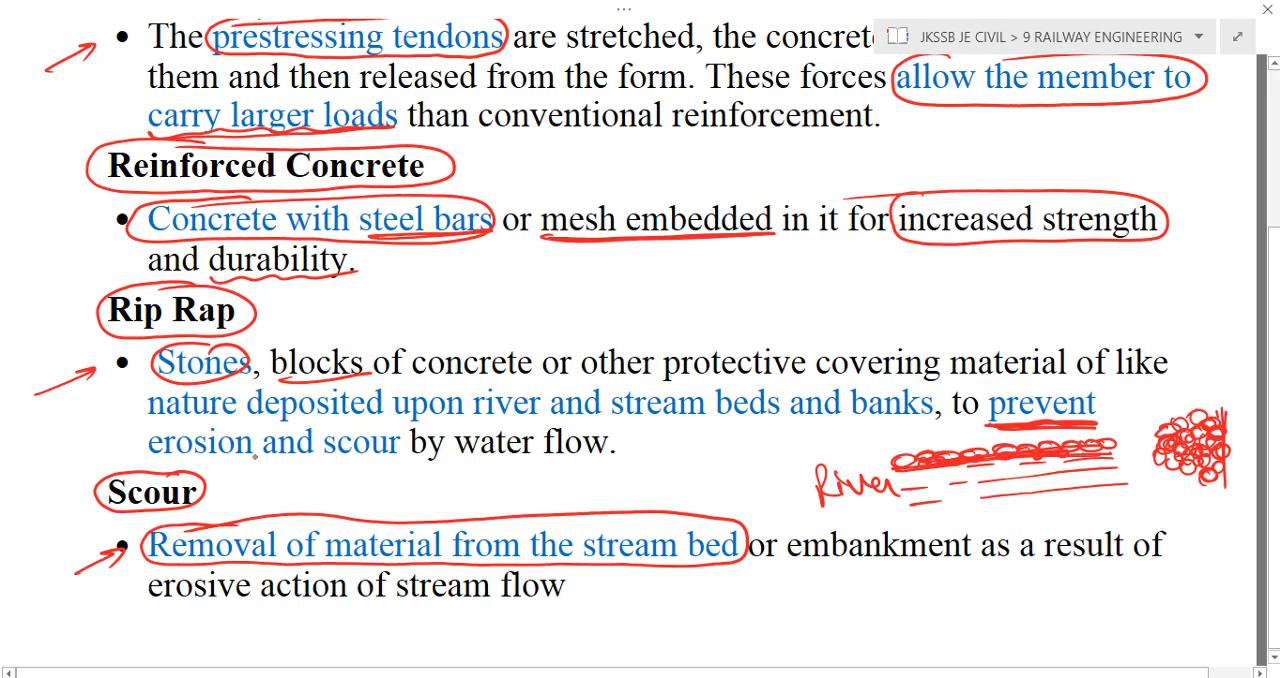 ...
JKSSB JE CIVIL > 9 RAILWAY ENGINEERING
• The prestressing tendons are stretched, the concrete
them and then released from the form. These forces allow the member to
carry larger loads than conventional reinforcement.
Reinforced Concrete
• Concrete with steel bars or mesh embedded in it for increased strength
and durability.
Rip Rap
• Stones, blocks of concrete or other protective covering material of like
nature deposited upon river and stream beds and banks, to prevent
erosion and scour by water flow.
River
Scour
• Removal of material from the stream bed or embankment as a result of
erosive action of stream flow